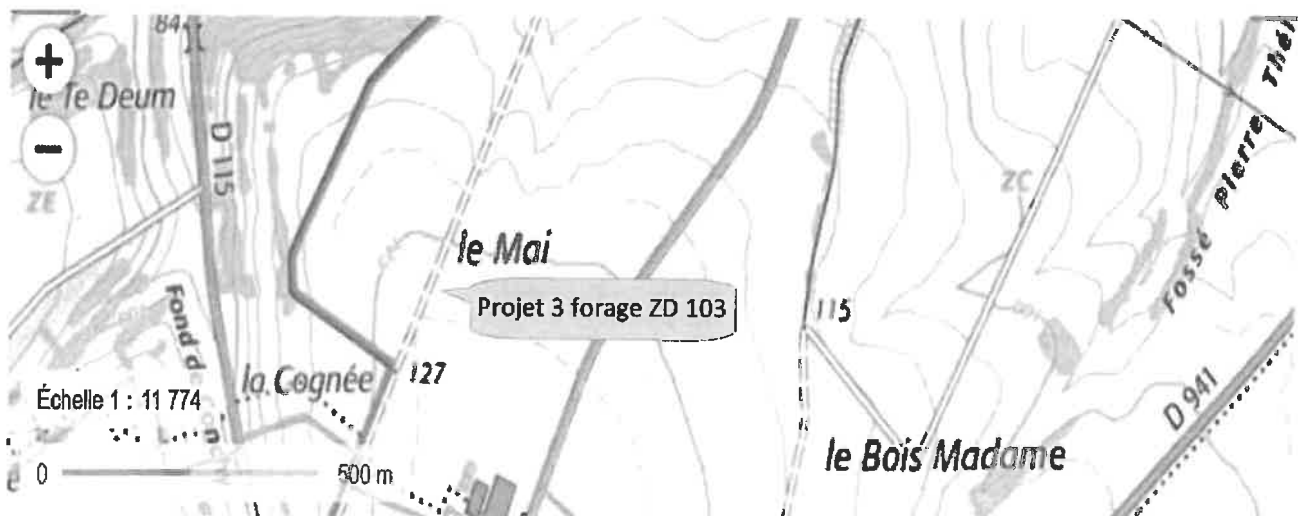 84
+
le Te Deum
D 115
−
ZE
ZC
Fossé Pierre
le Mai
Projet 3 forage ZD 103
115
Fond d
la Cognée
127
D 941
Échelle 1 : 11 774
le Bois Madame
0
500 m